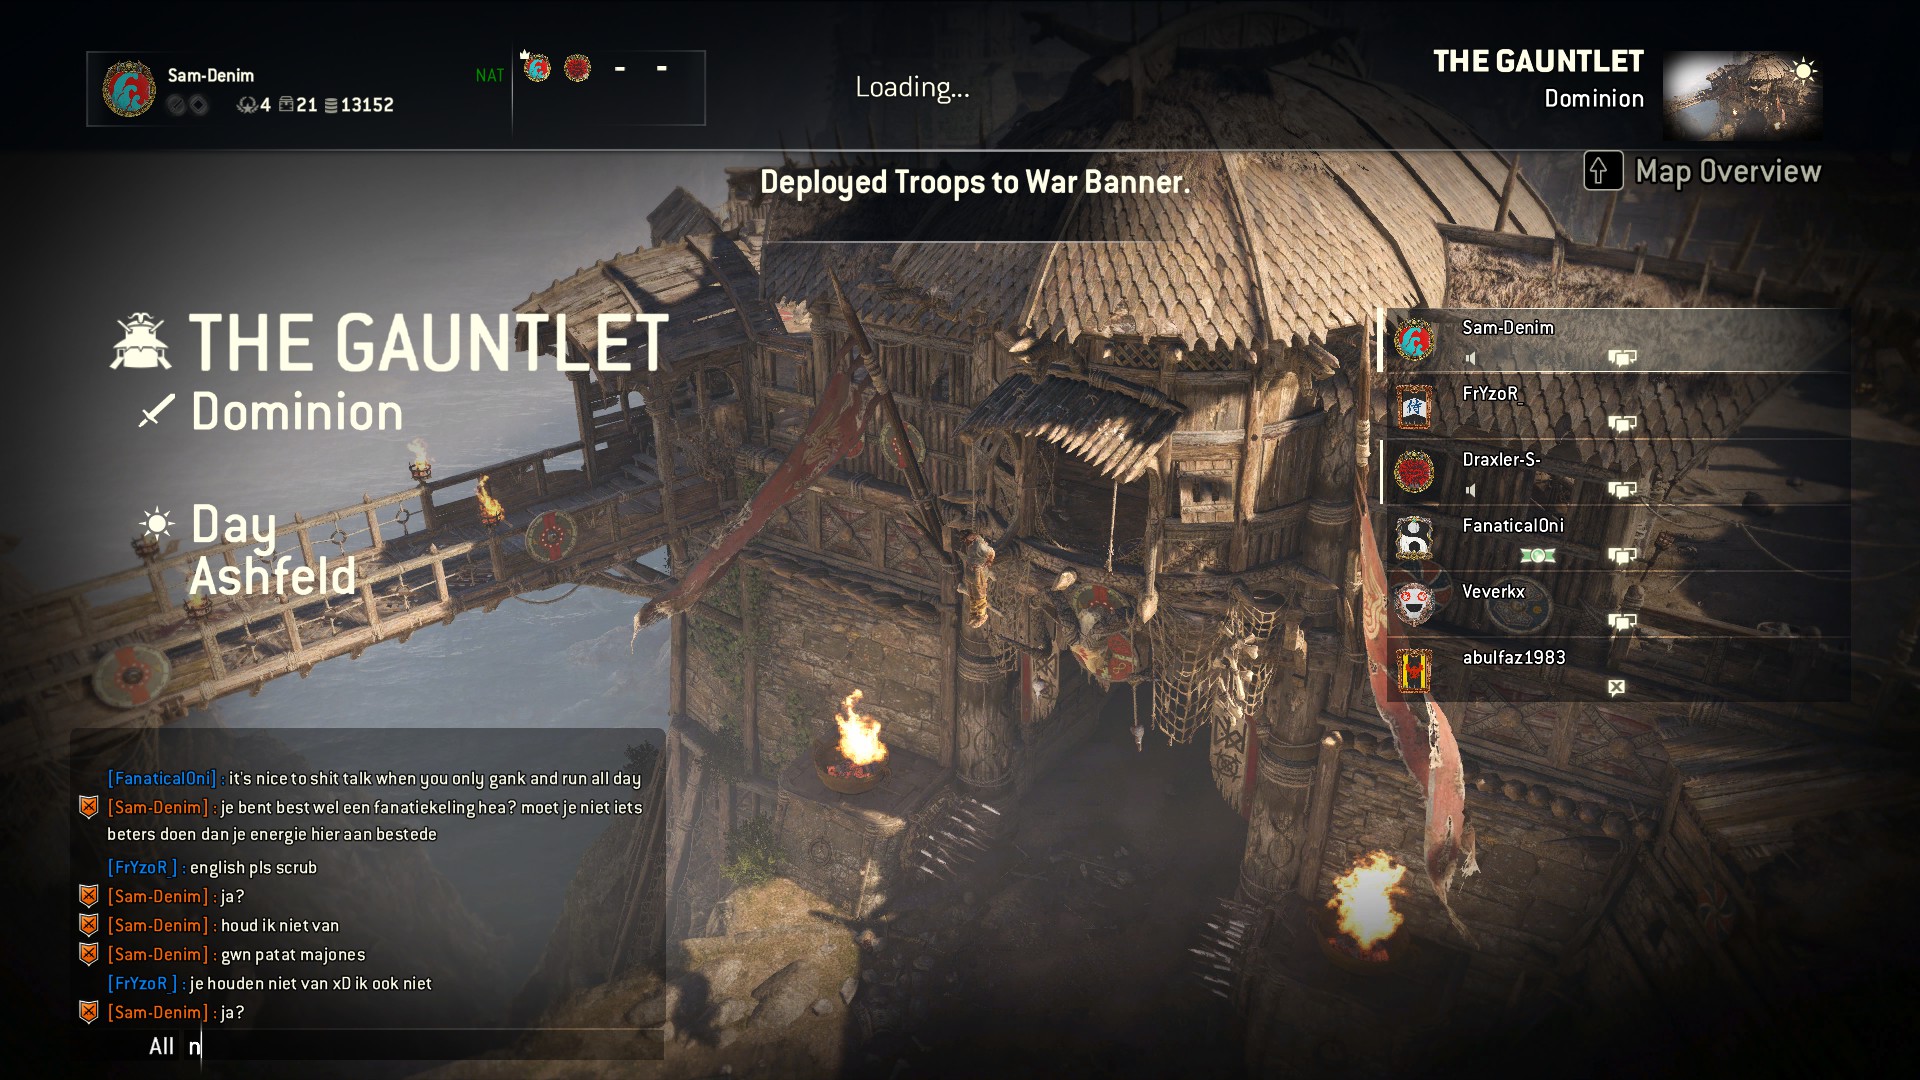 Sam-Denim
NAT
4 21 13152
- -
Loading...
THE GAUNTLET
Dominion
Map Overview
Deployed Troops to War Banner.
THE GAUNTLET
Dominion
Day
Ashfeld
Sam-Denim
FrYzoR_
侍
Draxler-S-
FanaticalOni
Veverkx
abulfaz1983
[FanaticalOni] : it's nice to shit talk when you only gank and run all day
[Sam-Denim] : je bent best wel een fanatiekeling hea? moet je niet iets
beters doen dan je energie hier aan bestede
[FrYzoR_] : english pls scrub
[Sam-Denim] : ja?
[Sam-Denim] : houd ik niet van
[Sam-Denim] : gwn patat majones
[FrYzoR_] : je houden niet van xD ik ook niet
[Sam-Denim] : ja?
All n